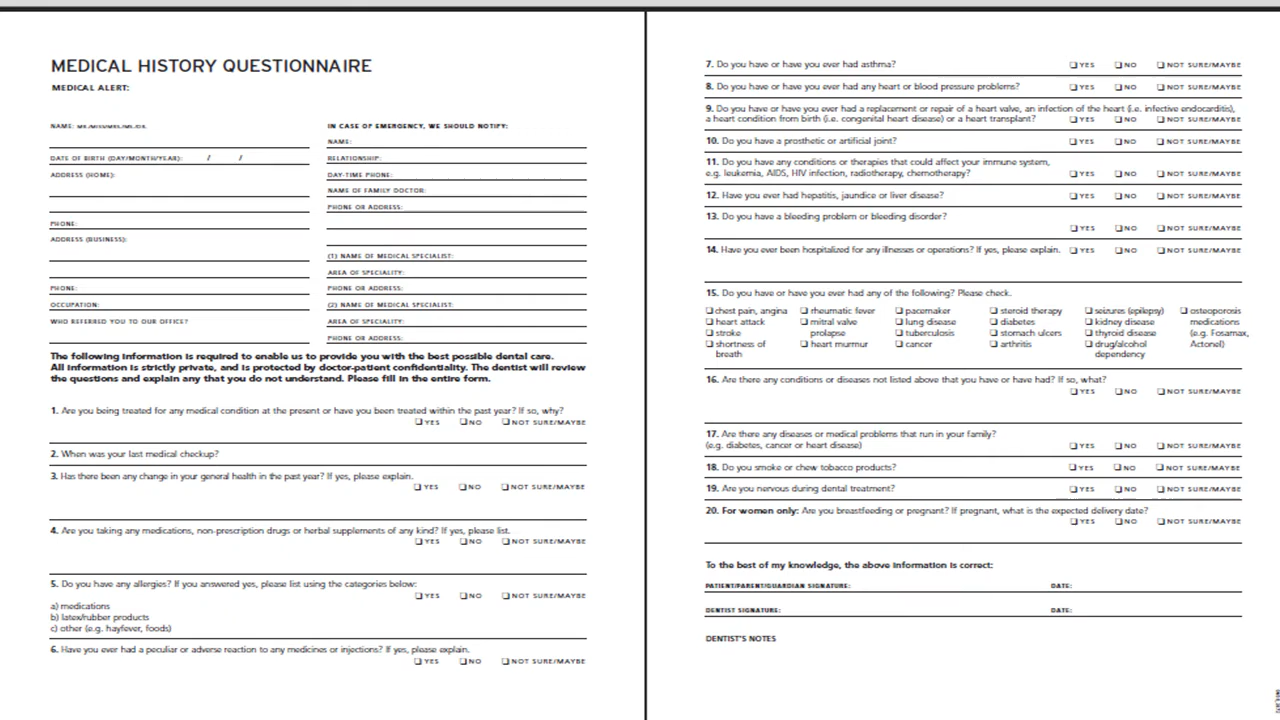 MEDICAL HISTORY QUESTIONNAIRE
MEDICAL ALERT:
NAME:
DATE OF BIRTH (DAY/MONTH/YEAR): / /
ADDRESS (HOME):
PHONE:
ADDRESS (BUSINESS):
PHONE:
OCCUPATION:
WHO REFERRED YOU TO OUR OFFICE?
IN CASE OF EMERGENCY, WE SHOULD NOTIFY:
NAME:
RELATIONSHIP:
DAY-TIME PHONE:
NAME OF FAMILY DOCTOR:
PHONE OR ADDRESS:
(1) NAME OF MEDICAL SPECIALIST:
AREA OF SPECIALITY:
PHONE OR ADDRESS:
(2) NAME OF MEDICAL SPECIALIST:
AREA OF SPECIALITY:
PHONE OR ADDRESS:
The following information is required to enable us to provide you with the best possible dental care.
All information is strictly private, and is protected by doctor-patient confidentiality. The dentist will review
the questions and explain any that you do not understand. Please fill in the entire form.
1. Are you being treated for any medical condition at the present or have you been treated within the past year? If so, why?
❏ YES ❏ NO ❏ NOT SURE/MAYBE
2. When was your last medical checkup?
3. Has there been any change in your general health in the past year? If yes, please explain.
❏ YES ❏ NO ❏ NOT SURE/MAYBE
4. Are you taking any medications, non-prescription drugs or herbal supplements of any kind? If yes, please list.
❏ YES ❏ NO ❏ NOT SURE/MAYBE
5. Do you have any allergies? If you answered yes, please list using the categories below:
❏ YES ❏ NO ❏ NOT SURE/MAYBE
a) medications
b) latex/rubber products
c) other (e.g. hayfever, foods)
6. Have you ever had a peculiar or adverse reaction to any medicines or injections? If yes, please explain.
❏ YES ❏ NO ❏ NOT SURE/MAYBE
7. Do you have or have you ever had asthma? ❏ YES ❏ NO ❏ NOT SURE/MAYBE
8. Do you have or have you ever had any heart or blood pressure problems? ❏ YES ❏ NO ❏ NOT SURE/MAYBE
9. Do you have or have you ever had a replacement or repair of a heart valve, an infection of the heart (i.e. infective endocarditis),
a heart condition from birth (i.e. congenital heart disease) or a heart transplant? ❏ YES ❏ NO ❏ NOT SURE/MAYBE
10. Do you have a prosthetic or artificial joint? ❏ YES ❏ NO ❏ NOT SURE/MAYBE
11. Do you have any conditions or therapies that could affect your immune system,
e.g. leukemia, AIDS, HIV infection, radiotherapy, chemotherapy? ❏ YES ❏ NO ❏ NOT SURE/MAYBE
12. Have you ever had hepatitis, jaundice or liver disease? ❏ YES ❏ NO ❏ NOT SURE/MAYBE
13. Do you have a bleeding problem or bleeding disorder?
❏ YES ❏ NO ❏ NOT SURE/MAYBE
14. Have you ever been hospitalized for any illnesses or operations? If yes, please explain. ❏ YES ❏ NO ❏ NOT SURE/MAYBE
15. Do you have or have you ever had any of the following? Please check.
❏ chest pain, angina ❏ rheumatic fever ❏ pacemaker ❏ steroid therapy ❏ seizures (epilepsy) ❏ osteoporosis
❏ heart attack ❏ mitral valve ❏ lung disease ❏ diabetes ❏ kidney disease medications
❏ stroke prolapse ❏ tuberculosis ❏ stomach ulcers ❏ thyroid disease (e.g. Fosamax,
❏ shortness of ❏ heart murmur ❏ cancer ❏ arthritis ❏ drug/alcohol Actonel)
breath dependency
16. Are there any conditions or diseases not listed above that you have or have had? If so, what?
❏ YES ❏ NO ❏ NOT SURE/MAYBE
17. Are there any diseases or medical problems that run in your family?
(e.g. diabetes, cancer or heart disease) ❏ YES ❏ NO ❏ NOT SURE/MAYBE
18. Do you smoke or chew tobacco products? ❏ YES ❏ NO ❏ NOT SURE/MAYBE
19. Are you nervous during dental treatment? ❏ YES ❏ NO ❏ NOT SURE/MAYBE
20. For women only: Are you breastfeeding or pregnant? If pregnant, what is the expected delivery date?
❏ YES ❏ NO ❏ NOT SURE/MAYBE
To the best of my knowledge, the above information is correct:
PATIENT/PARENT/GUARDIAN SIGNATURE: DATE:
DENTIST SIGNATURE: DATE:
DENTIST'S NOTES